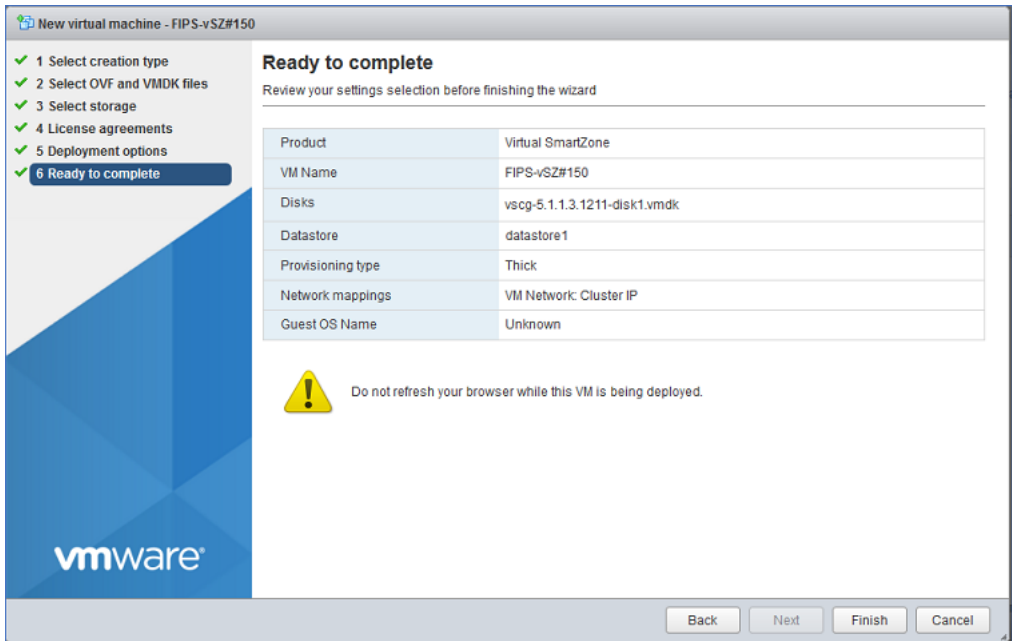 New virtual machine - FIPS-vSZ#150
1 Select creation type
2 Select OVF and VMDK files
3 Select storage
4 License agreements
5 Deployment options
6 Ready to complete
Ready to complete
Review your settings selection before finishing the wizard
Product Virtual SmartZone
VM Name FIPS-vSZ#150
Disks vscg-5.1.1.3.1211-disk1.vmdk
Datastore datastore1
Provisioning type Thick
Network mappings VM Network: Cluster IP
Guest OS Name Unknown
Do not refresh your browser while this VM is being deployed.
vmware®
Back Next Finish Cancel